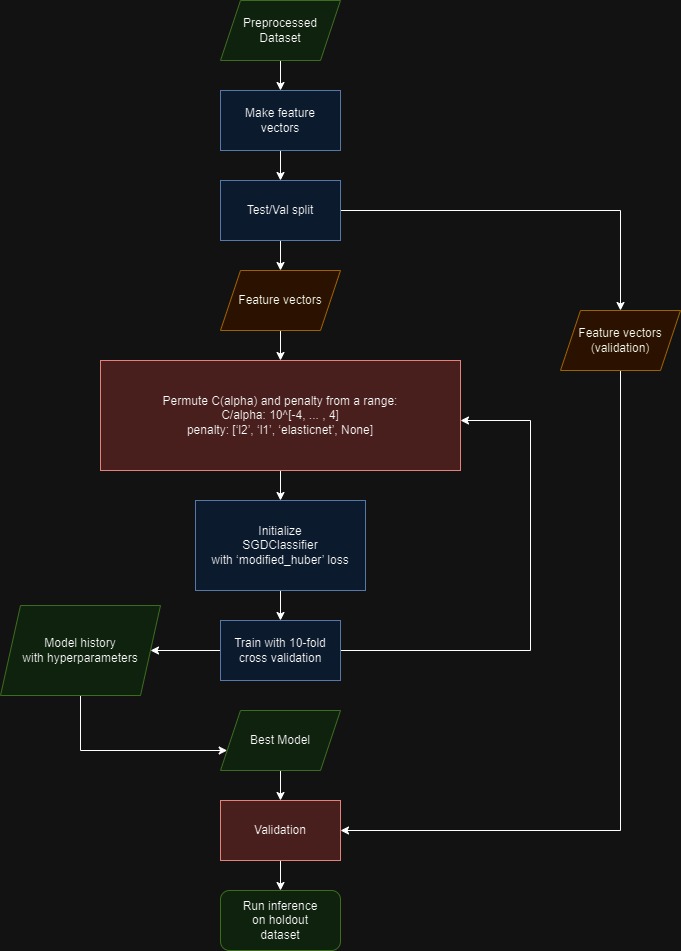 Preprocessed
Dataset
Make feature
vectors
Test/Val split
Feature vectors
Feature vectors
(validation)
Permute C(alpha) and penalty from a range:
C/alpha: 10^[-4, ... , 4]
penalty: ['l2', 'l1', 'elasticnet', None]
Initialize
SGDClassifier
with 'modified_huber' loss
Train with 10-fold
cross validation
Model history
with hyperparameters
Best Model
Validation
Run inference
on holdout
dataset